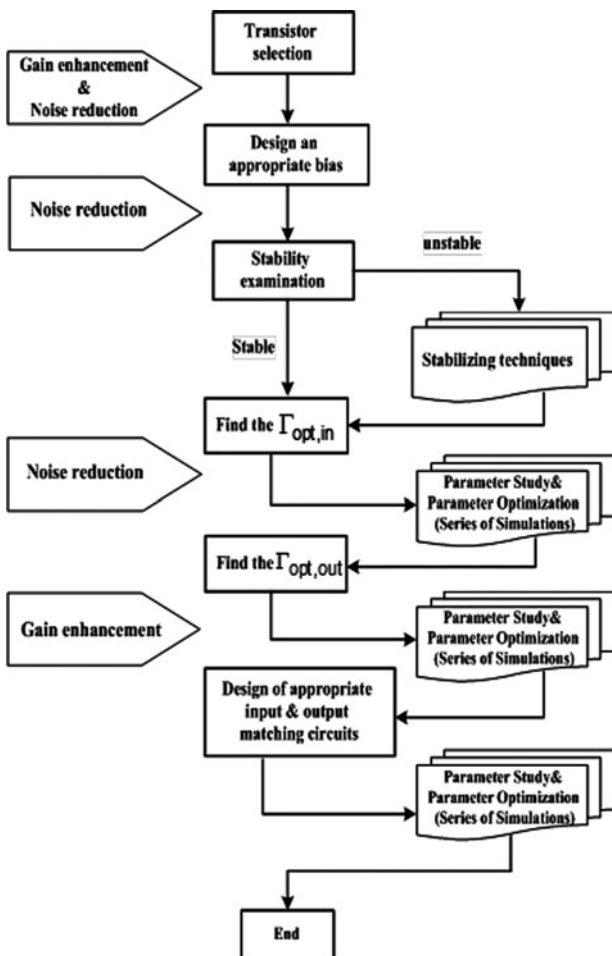 Transistor
selection
Gain enhancement
&
Noise reduction
Design an
appropriate bias
Noise reduction
unstable
Stability
examination
Stable
Stabilizing techniques
Find the Γopt,in
Noise reduction
Parameter Study&
Parameter Optimization
(Series of Simulations)
Find the Γopt,out
Gain enhancement
Parameter Study&
Parameter Optimization
(Series of Simulations)
Design of appropriate
input & output
matching circuits
Parameter Study&
Parameter Optimization
(Series of Simulations)
End